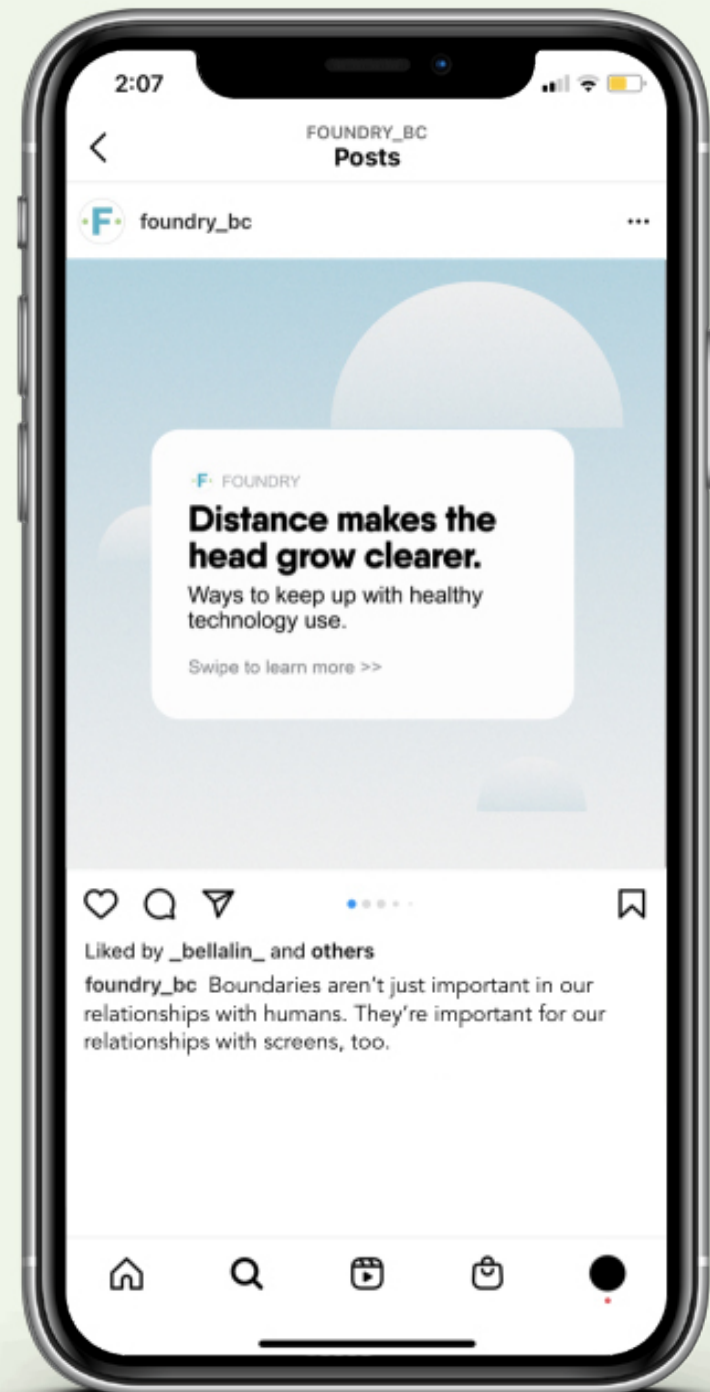 2:07
FOUNDRY_BC
Posts
F
foundry_bc
F FOUNDRY
Distance makes the
head grow clearer.
Ways to keep up with healthy
technology use.
Swipe to learn more >>
Liked by _bellalin_ and others
foundry_bc Boundaries aren't just important in our
relationships with humans. They're important for our
relationships with screens, too.